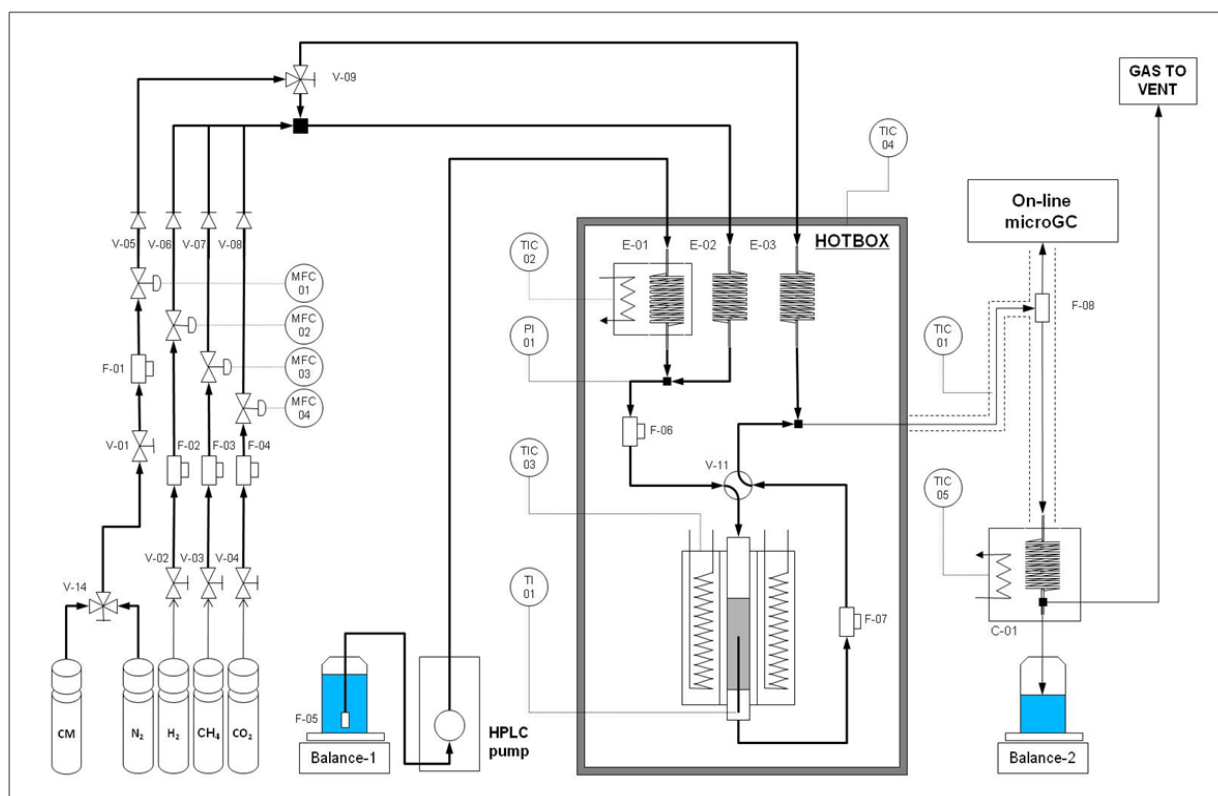 V-09
GAS TO
VENT
TIC
04
On-line
microGC
V-05
V-06
V-07
V-08
E-01
E-02
E-03
HOTBOX
TIC
02
MFC
01
MFC
02
MFC
03
MFC
04
PI
01
F-08
TIC
01
F-01
F-06
V-01
F-02
F-03
F-04
TIC
03
V-11
TIC
05
V-02
V-03
V-04
V-14
TI
01
F-07
C-01
F-05
CM
N₂
H₂
CH₄
CO₂
HPLC
pump
Balance-1
Balance-2